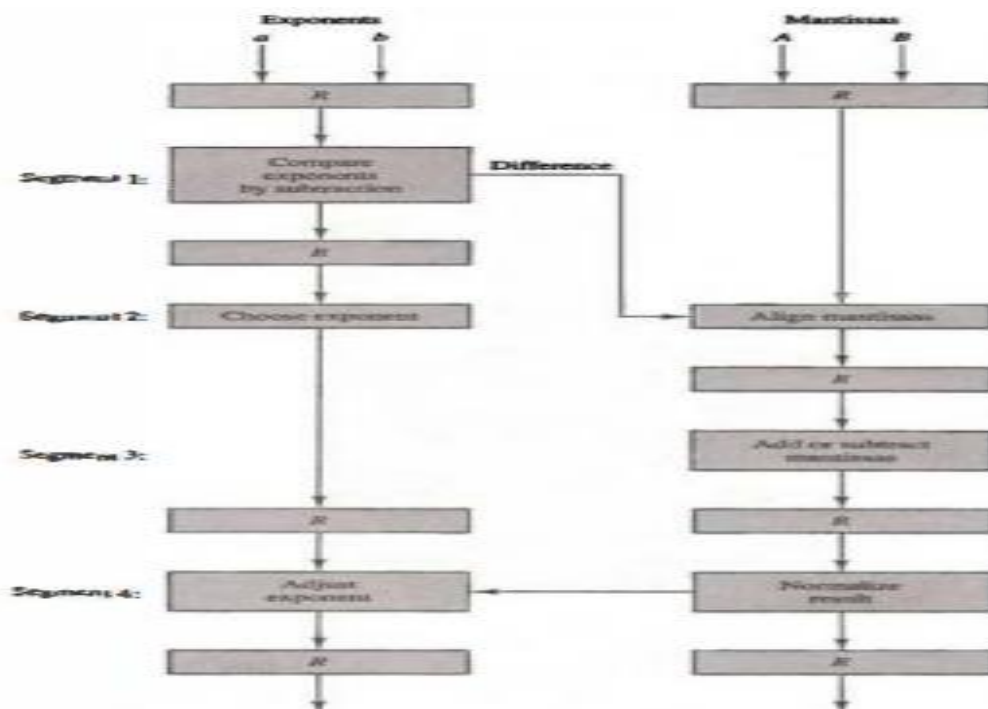 Exponents
a b
Mantissas
A B
R
R
Segment 1:
Compare
exponents
by subtraction
Difference
R
Segment 2:
Choose exponent
Align mantissas
R
Segment 3:
Add or subtract
mantissas
R
R
Segment 4:
Adjust
exponent
Normalize
result
R
R